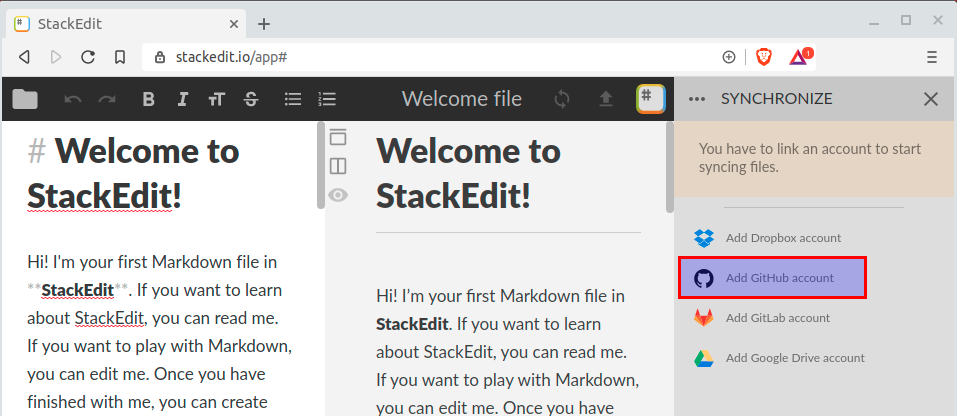 StackEdit
stackedit.io/app#
1
B I
Welcome file
#
SYNCHRONIZE
# Welcome to
StackEdit!
Hi! I'm your first Markdown file in
**StackEdit**. If you want to learn
about StackEdit, you can read me.
If you want to play with Markdown,
you can edit me. Once you have
finished with me, you can create
Welcome to
StackEdit!
Hi! I’m your first Markdown file in
StackEdit. If you want to learn
about StackEdit, you can read me.
If you want to play with Markdown,
you can edit me. Once you have
You have to link an account to start
syncing files.
Add Dropbox account
Add GitHub account
Add GitLab account
Add Google Drive account